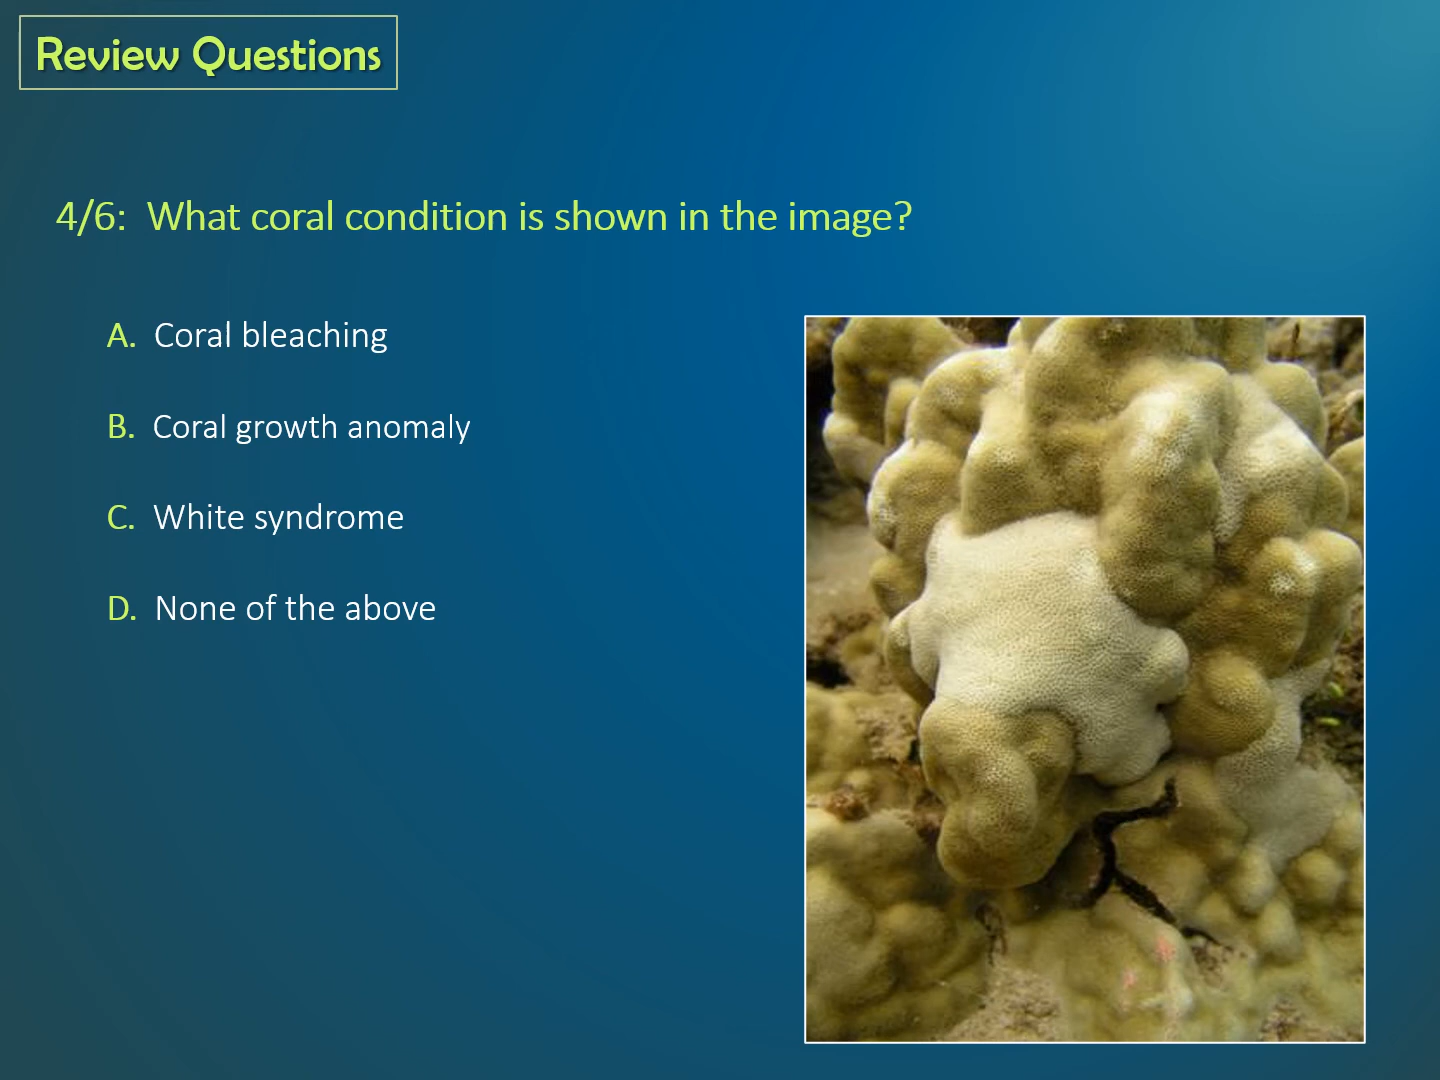 Review Questions
4/6: What coral condition is shown in the image?
A. Coral bleaching
B. Coral growth anomaly
C. White syndrome
D. None of the above